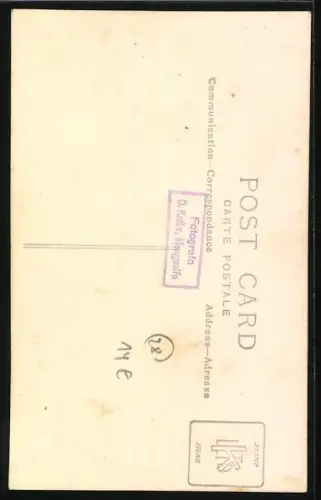 POST CARD
CARTE POSTALE
Communication—Correspondance
Address—Adresse
Fotografo
(28)
14 €